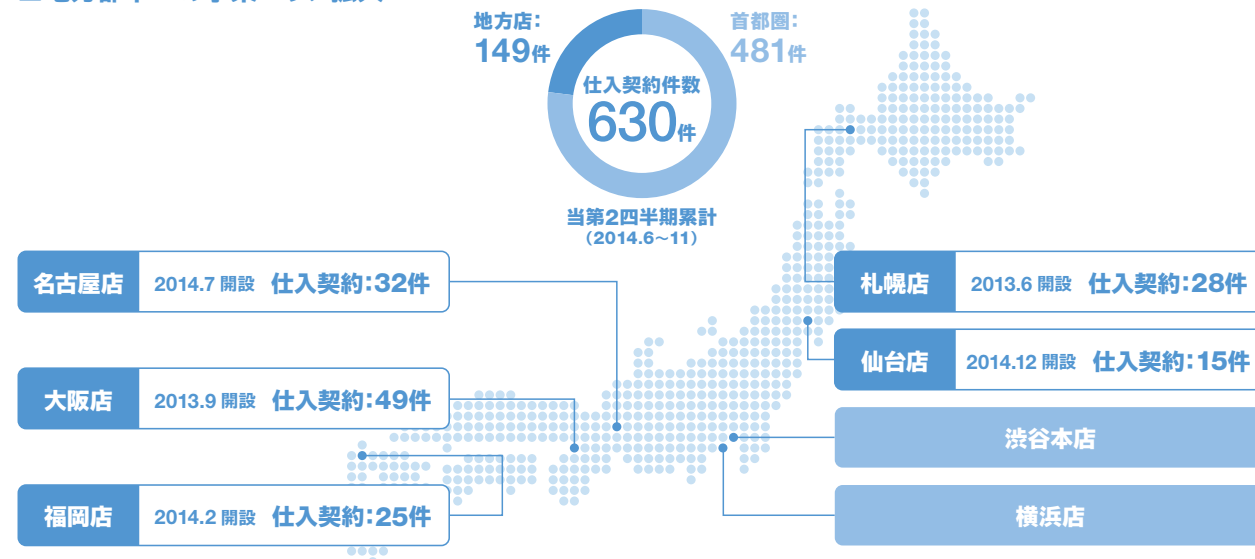 地方店：
149件
首都圏：
481件
仕入契約件数
630件
当第2四半期累計
（2014.6〜11）
名古屋店 2014.7 開設 仕入契約：32件
札幌店 2013.6 開設 仕入契約：28件
仙台店 2014.12 開設 仕入契約：15件
大阪店 2013.9 開設 仕入契約：49件
渋谷本店
福岡店 2014.2 開設 仕入契約：25件
横浜店